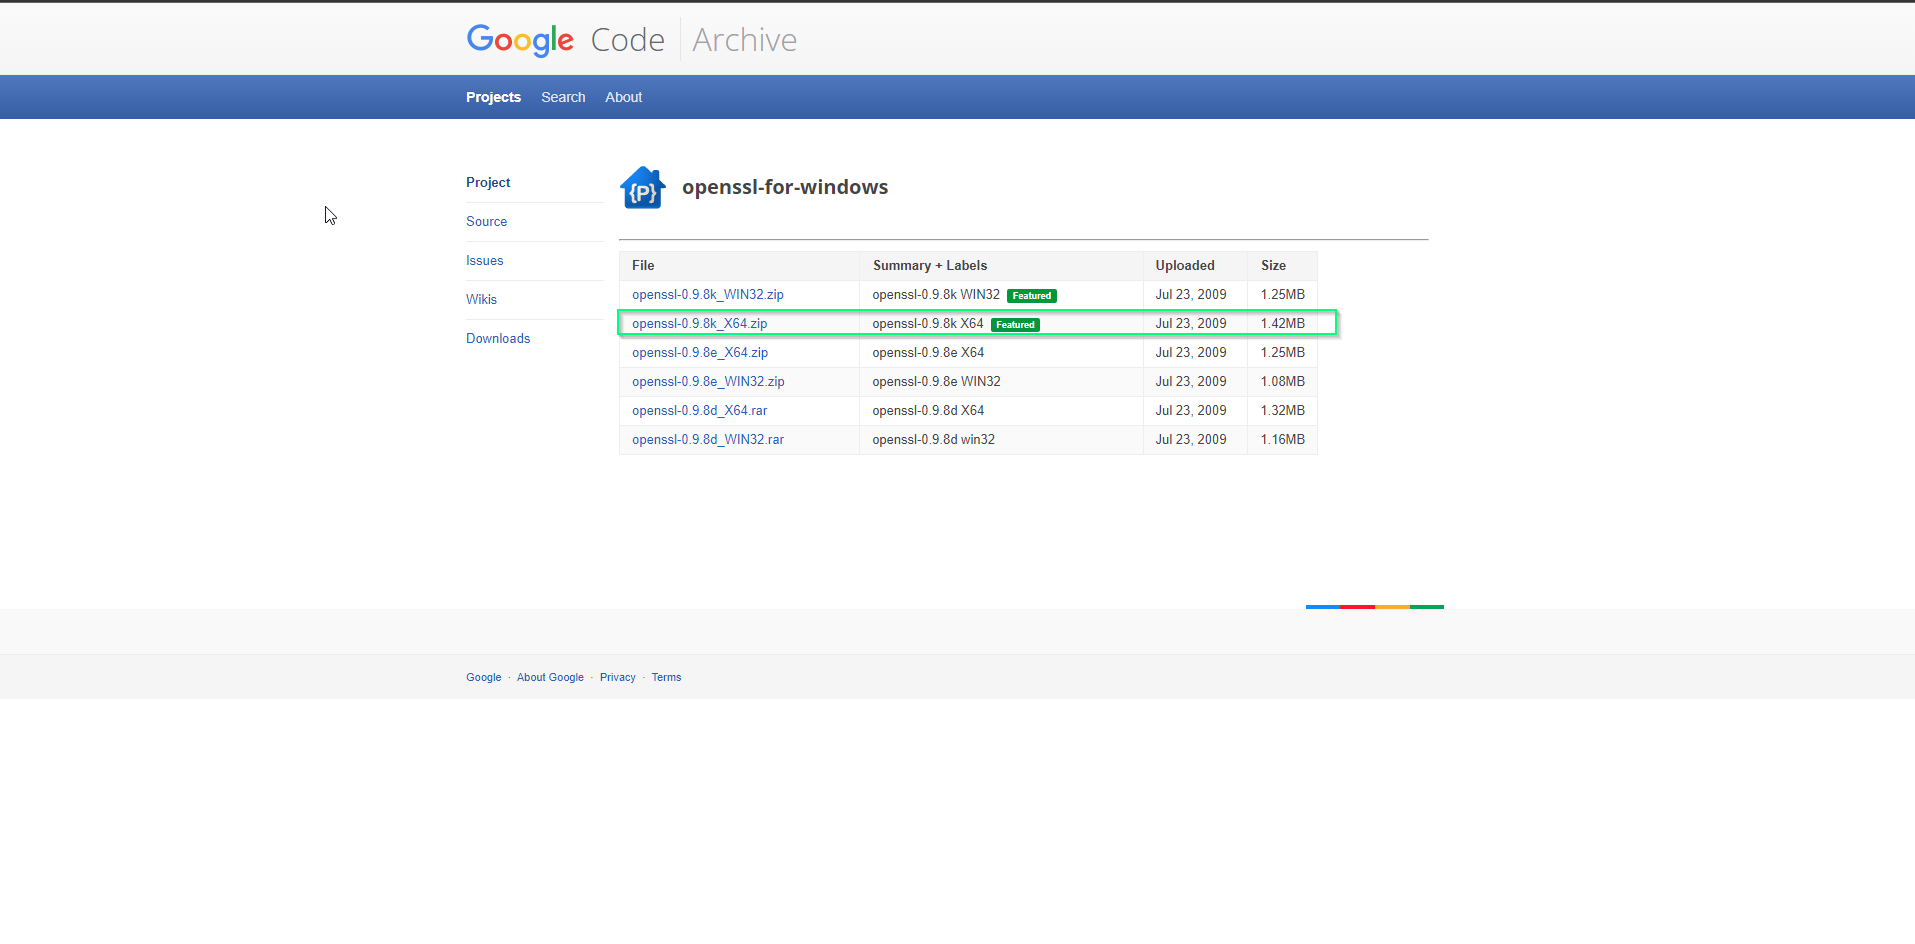 Google Code Archive
Projects Search About
Project
Source
Issues
Wikis
Downloads
{P} openssl-for-windows
File Summary + Labels Uploaded Size
openssl-0.9.8k_WIN32.zip openssl-0.9.8k WIN32 Featured Jul 23, 2009 1.25MB
openssl-0.9.8k_X64.zip openssl-0.9.8k X64 Featured Jul 23, 2009 1.42MB
openssl-0.9.8e_X64.zip openssl-0.9.8e X64 Jul 23, 2009 1.25MB
openssl-0.9.8e_WIN32.zip openssl-0.9.8e WIN32 Jul 23, 2009 1.08MB
openssl-0.9.8d_X64.rar openssl-0.9.8d X64 Jul 23, 2009 1.32MB
openssl-0.9.8d_WIN32.rar openssl-0.9.8d win32 Jul 23, 2009 1.16MB
Google · About Google · Privacy · Terms